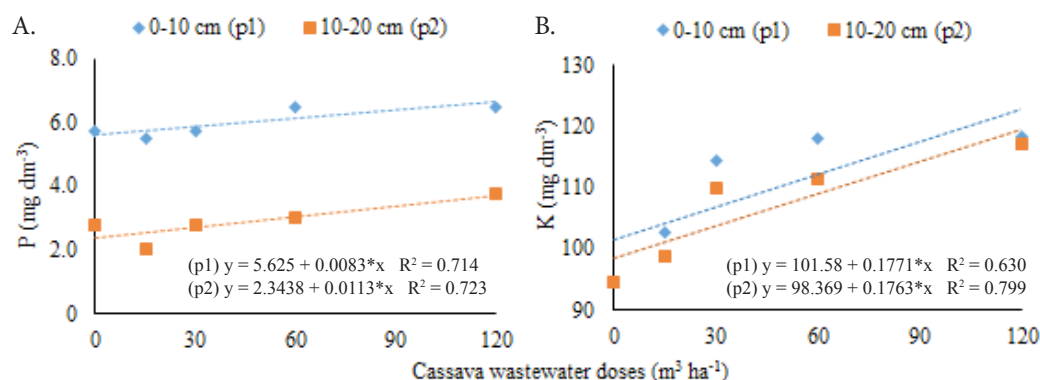 A.
0-10 cm (p1) 10-20 cm (p2)
8.0
6.0
4.0
2.0
0
P (mg dm-3)
(p1) y = 5.625 + 0.0083*x R² = 0.714
(p2) y = 2.3438 + 0.0113*x R² = 0.723
0 30 60 90 120
B.
0-10 cm (p1) 10-20 cm (p2)
130
120
110
100
90
K (mg dm-3)
(p1) y = 101.58 + 0.1771*x R² = 0.630
(p2) y = 98.369 + 0.1763*x R² = 0.799
0 30 60 90 120
Cassava wastewater doses (m³ ha⁻¹)